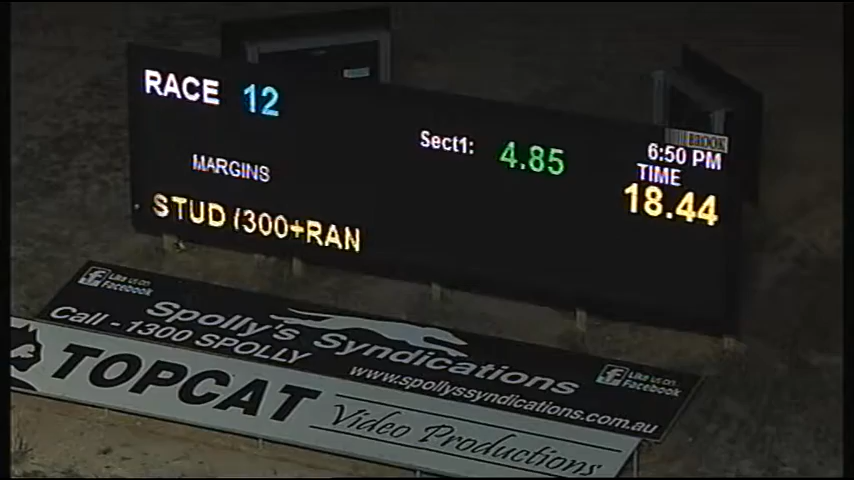 RACE 12
BROOK
Sect1: 4.85
6:50 PM
MARGINS
TIME
18.44
STUD (300+RAN
Like us on
Facebook
Spolly's Syndications
Call - 1300 SPOLLY
www.spollyssyndications.com.au
Like us on
Facebook
TOPCAT
Video Productions